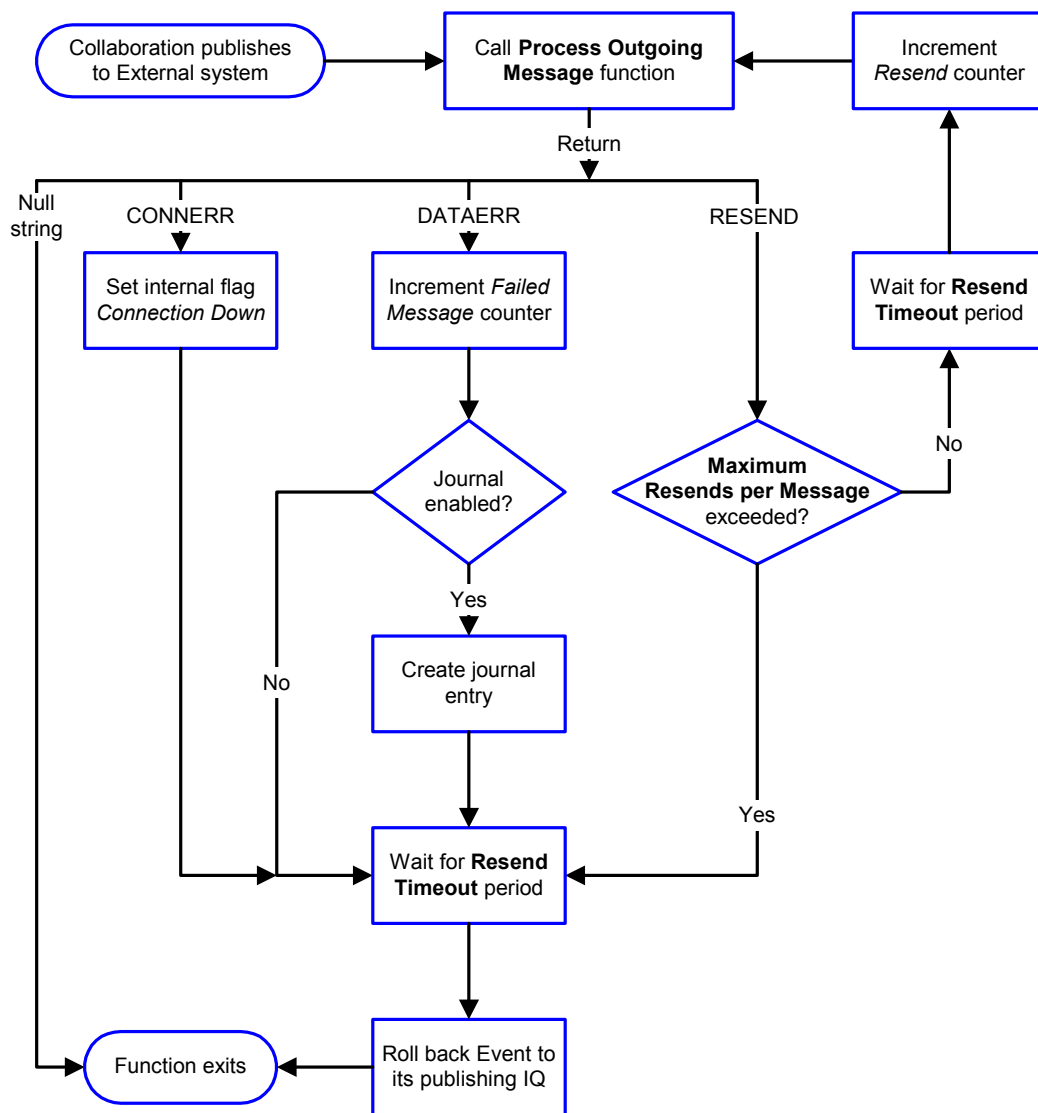 Collaboration publishes
to External system
Call Process Outgoing
Message function
Increment
Resend counter
Return
Null
string
CONNERR
DATAERR
RESEND
Set internal flag
Connection Down
Increment Failed
Message counter
Wait for Resend
Timeout period
No
Journal
enabled?
Maximum
Resends per Message
exceeded?
Yes
No
Create journal
entry
Yes
Wait for Resend
Timeout period
Function exits
Roll back Event to
its publishing IQ